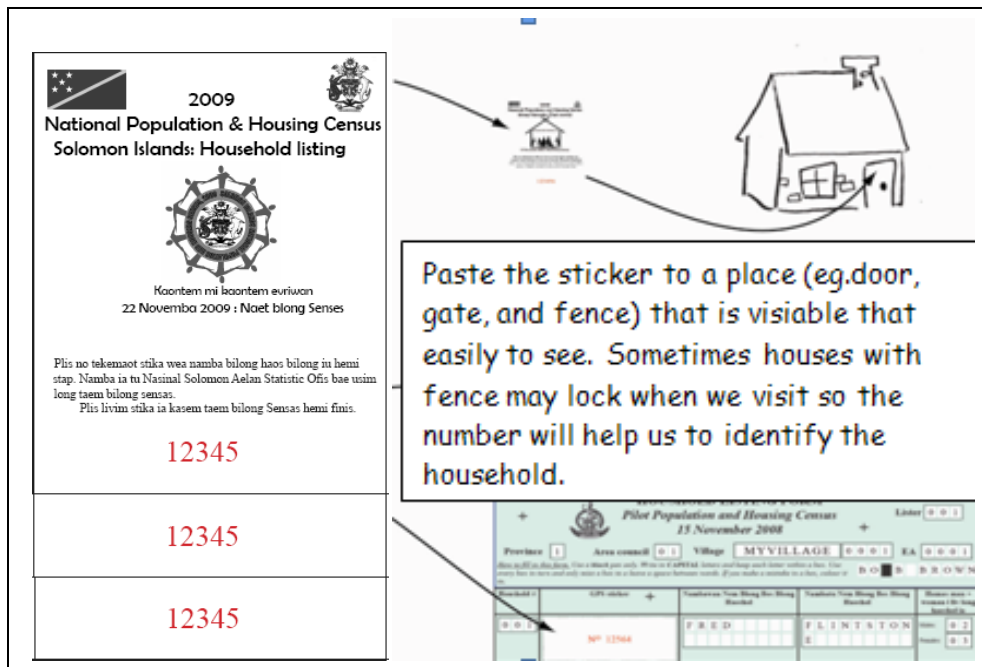 2009
National Population & Housing Census
Solomon Islands: Household listing
Kaontem mi kaontem evriwan
22 Novemba 2009 : Naet blong Senses
Plis no tekemaot stika wea namba bilong haos bilong iu hemi
stap. Namba ia tu Nasinal Solomon Aelan Statistic Ofis bae usim
long taem bilong sensas.
Plis livim stika ia kasem taem bilong Sensas hemi finis.
12345
12345
12345
Paste the sticker to a place (eg.door,
gate, and fence) that is visiable that
easily to see. Sometimes houses with
fence may lock when we visit so the
number will help us to identify the
household.
Pilot Population and Housing Census
15 November 2008
Lister 0 0 1
Province 1 Area council 0 1 Village MYVILLAGE 0 0 0 1 EA 0 0 0 1
BOB BROWN
GPS sticker
0 0 1
Nº 12566
FRED
FLINTSTON
E
0 2
0 3